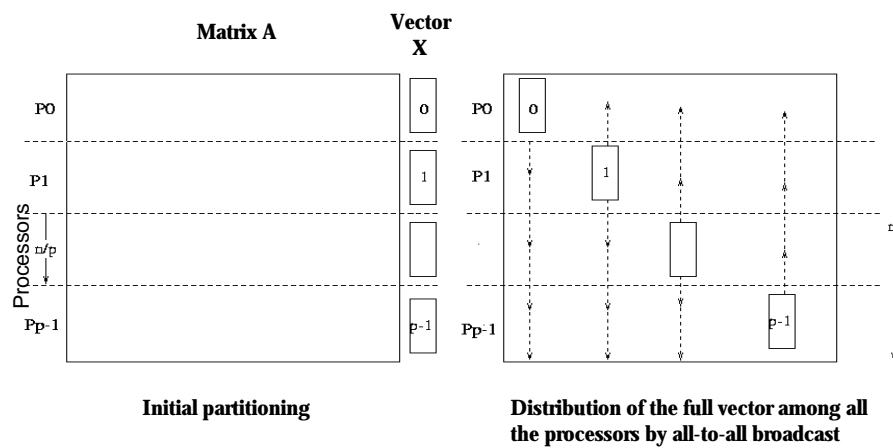 Matrix A
Vector
X
P0
0
P1
1
Processors
n/p
Pp-1
p-1
P0
0
P1
1
Pp-1
p-1
n
Initial partitioning
Distribution of the full vector among all
the processors by all-to-all broadcast